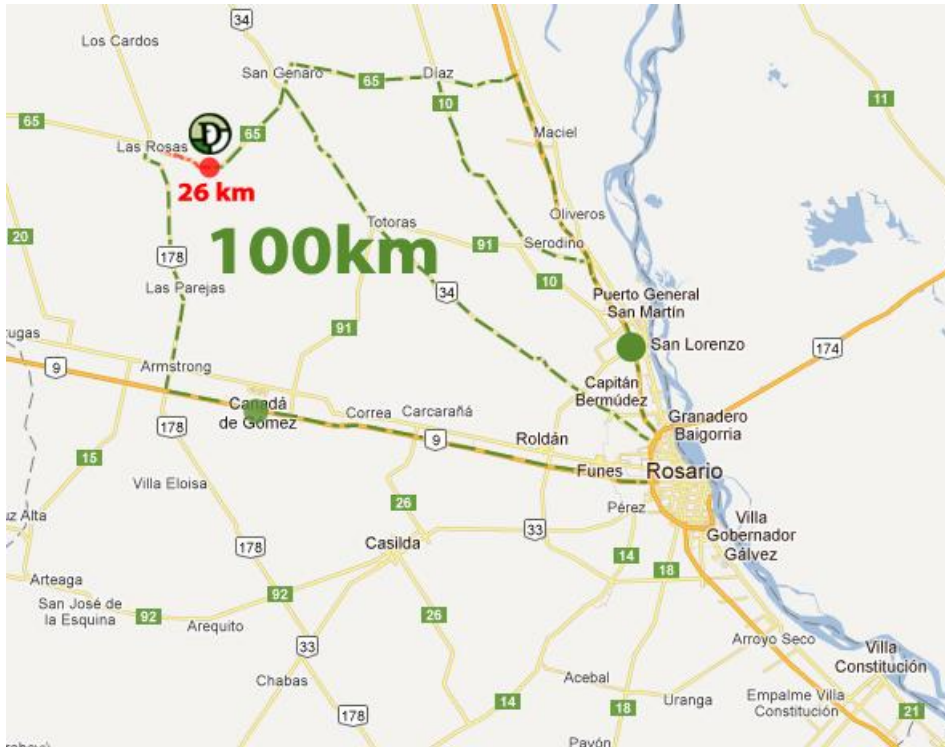 34
Los Cardos
San Genaro
Díaz
65
10
11
65
65
Maciel
Las Rosas
26 km
Oliveros
Totoras
20
100km
91
Serodino
178
10
Las Parejas
34
Puerto General
San Martín
91
San Lorenzo
174
Armstrong
9
Capitán
Bermúdez
Cañadá
de Gómez
Correa
Carcarañá
Granadero
Baigorria
178
9
Roldán
15
Funes
Rosario
Villa Eloisa
26
Pérez
Villa
Gobernador
Gálvez
33
Casilda
178
14
18
Arteaga
92
San José de
la Esquina
92
26
Arequito
33
Arroyo Seco
Villa
Constitución
Chabas
Acebal
14
Uranga
Empalme Villa
Constitución
178
18
21
Pavón